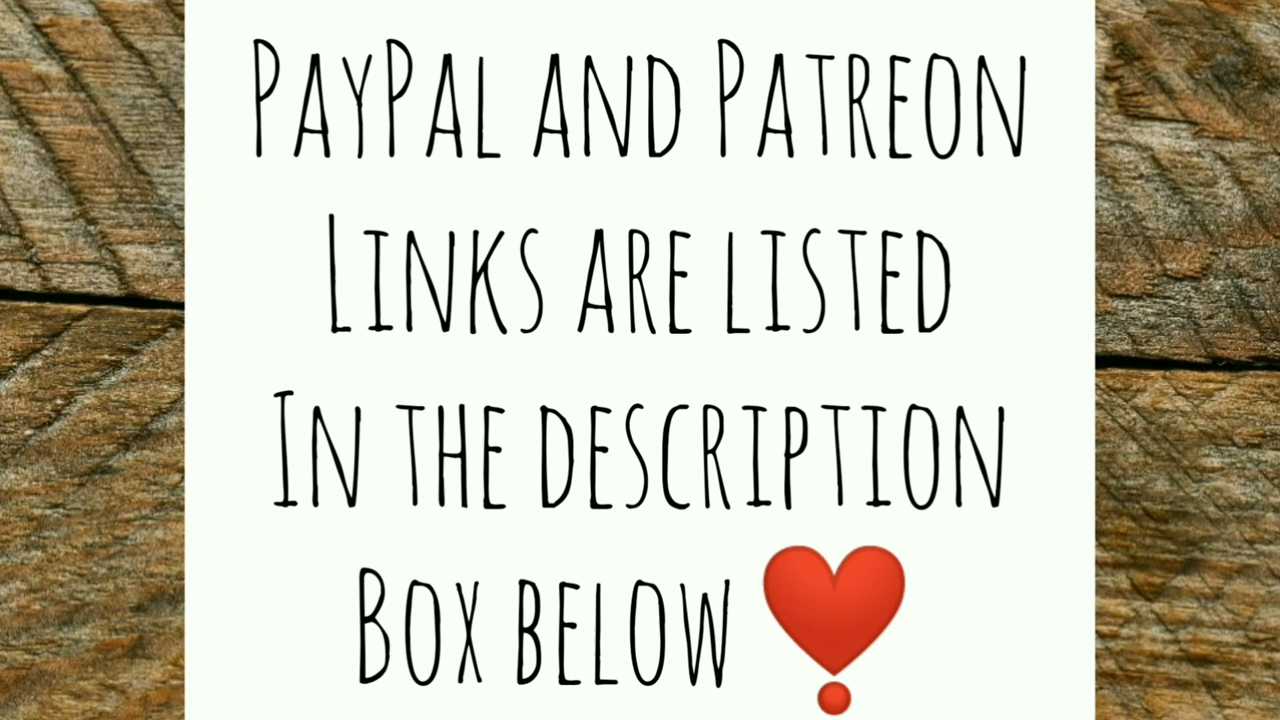 PayPal and Patreon
Links are listed
In the description
Box below ❣️